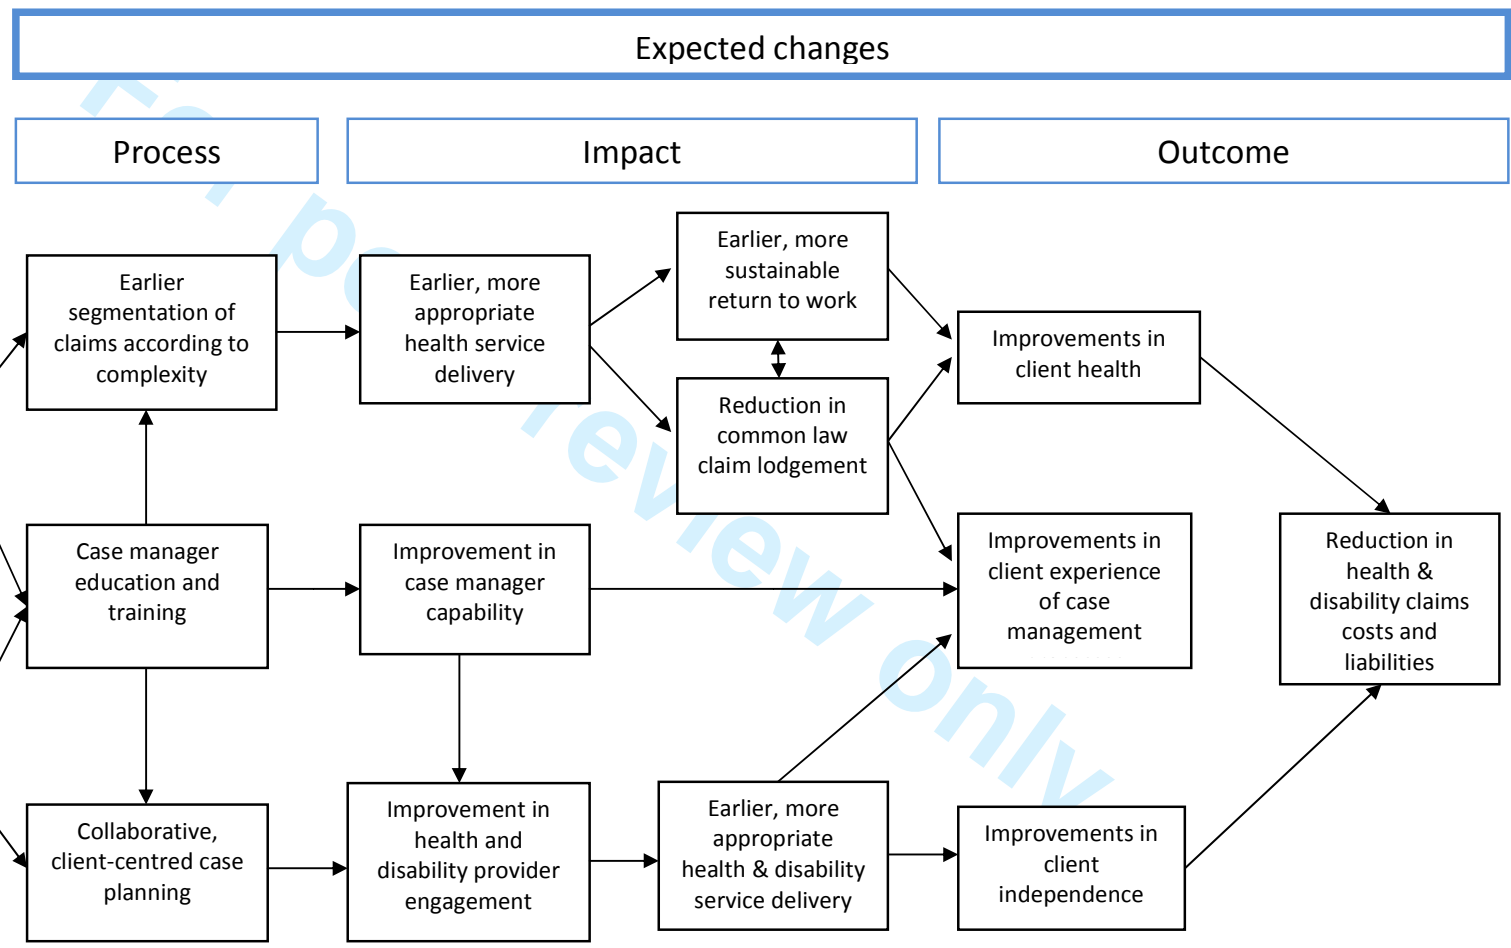 Expected changes
Process
Impact
Outcome
Earlier
segmentation of
claims according to
complexity
Earlier, more
appropriate
health service
delivery
Earlier, more
sustainable
return to work
Reduction in
common law
claim lodgement
Improvements in
client health
Case manager
education and
training
Improvement in
case manager
capability
Improvements in
client experience
of case
management
Reduction in
health &
disability claims
costs and
liabilities
Collaborative,
client-centred case
planning
Improvement in
health and
disability provider
engagement
Earlier, more
appropriate
health & disability
service delivery
Improvements in
client
independence
For peer review only